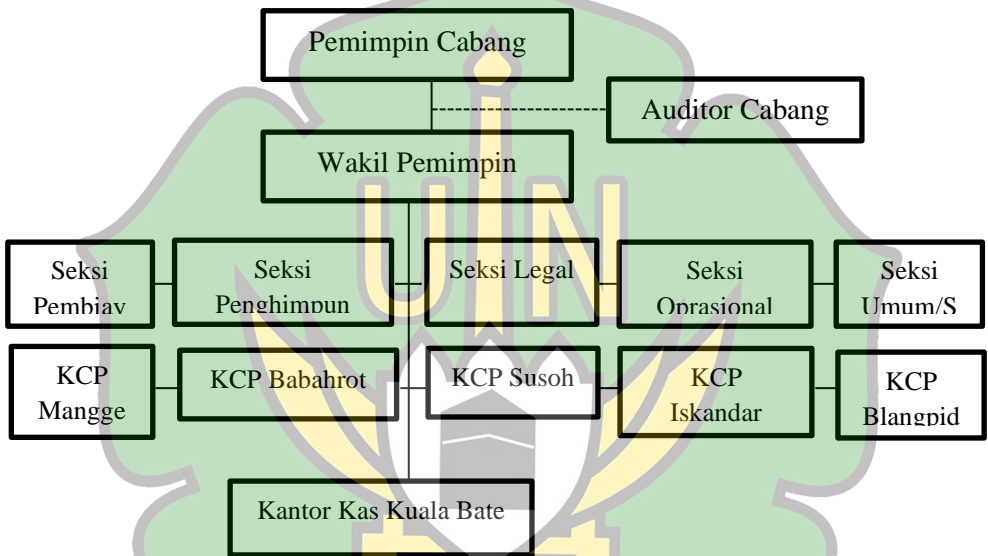 Pemimpin Cabang
Auditor Cabang
Wakil Pemimpin
Seksi
Pembiay
Seksi
Penghimpun
Seksi Legal
Seksi
Oprasional
Seksi
Umum/S
KCP
Mangge
KCP Babahrot
KCP Susoh
KCP
Iskandar
KCP
Blangpid
Kantor Kas Kuala Bate
UIN